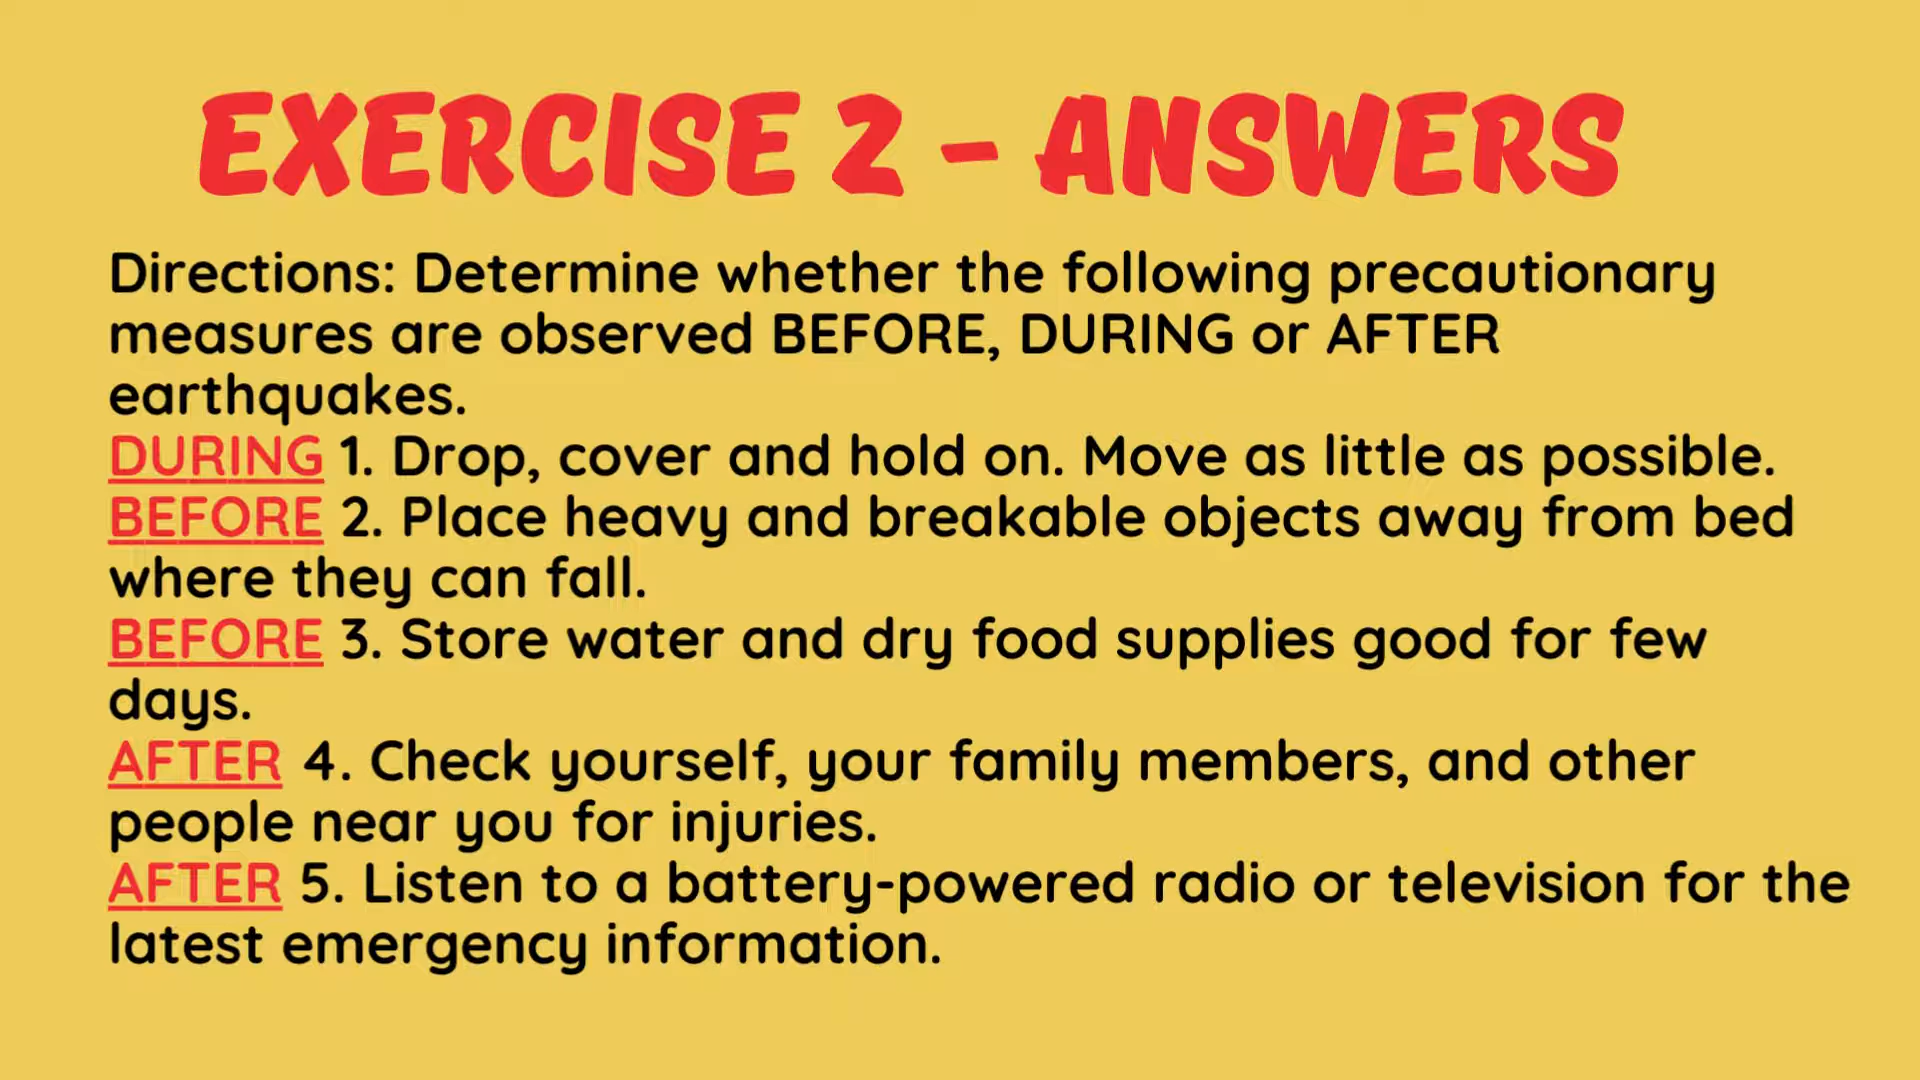 EXERCISE 2 - ANSWERS
Directions: Determine whether the following precautionary
measures are observed BEFORE, DURING or AFTER
earthquakes.
DURING 1. Drop, cover and hold on. Move as little as possible.
BEFORE 2. Place heavy and breakable objects away from bed
where they can fall.
BEFORE 3. Store water and dry food supplies good for few
days.
AFTER 4. Check yourself, your family members, and other
people near you for injuries.
AFTER 5. Listen to a battery-powered radio or television for the
latest emergency information.